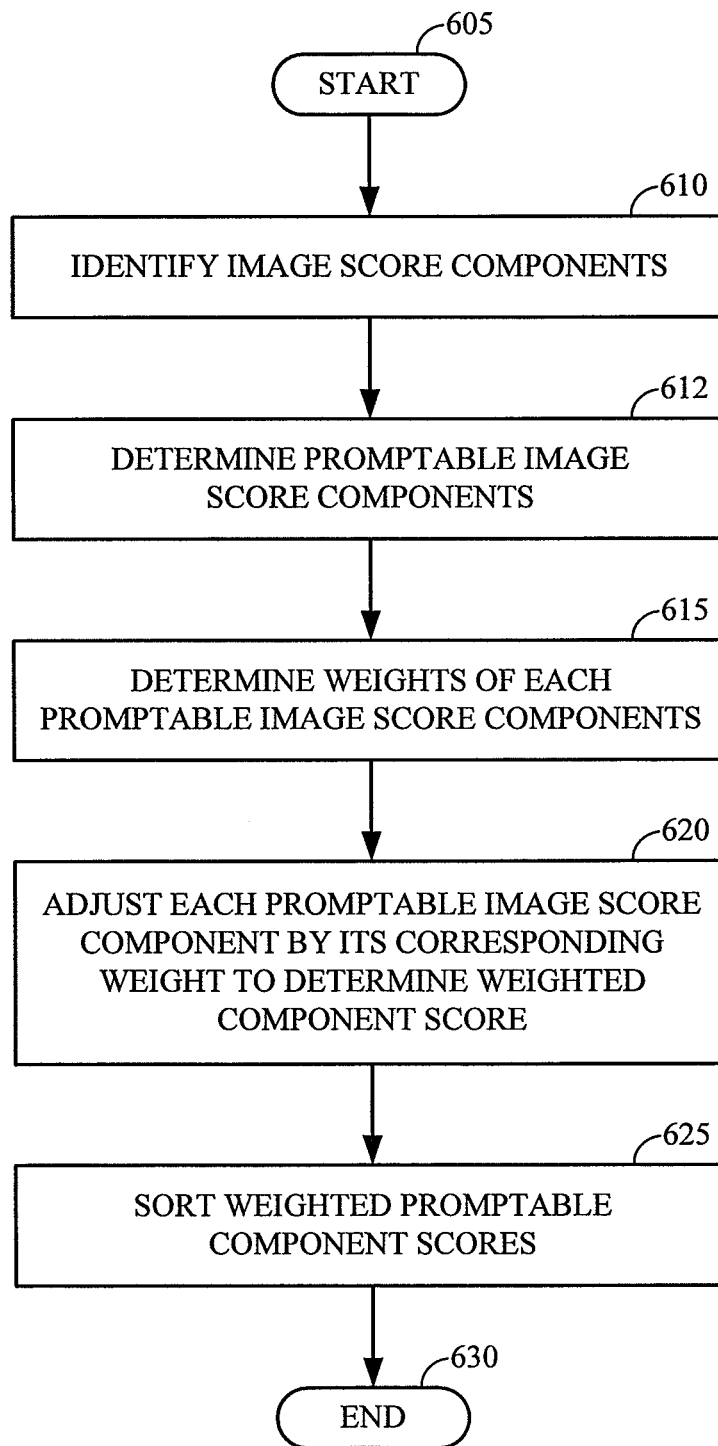 605
START
610
IDENTIFY IMAGE SCORE COMPONENTS
612
DETERMINE PROMPTABLE IMAGE
SCORE COMPONENTS
615
DETERMINE WEIGHTS OF EACH
PROMPTABLE IMAGE SCORE COMPONENTS
620
ADJUST EACH PROMPTABLE IMAGE SCORE
COMPONENT BY ITS CORRESPONDING
WEIGHT TO DETERMINE WEIGHTED
COMPONENT SCORE
625
SORT WEIGHTED PROMPTABLE
COMPONENT SCORES
630
END